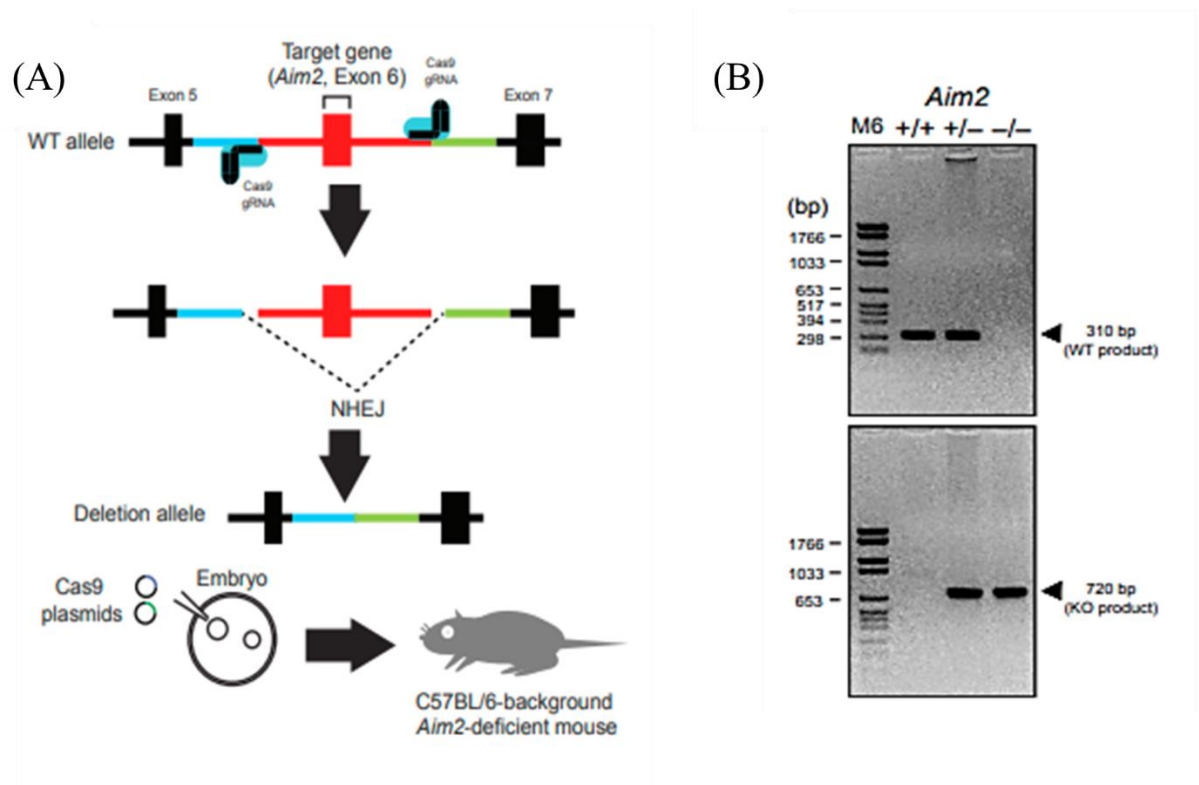 (A)
Target gene
(Aim2, Exon 6)
Cas9
gRNA
Exon 5
Exon 7
WT allele
Cas9
gRNA
NHEJ
Deletion allele
Cas9
plasmids
Embryo
C57BL/6-background
Aim2-deficient mouse
(B)
Aim2
M6 +/+ +/− −/−
(bp)
1766
1033
653
517
394
298
310 bp
(WT product)
1766
1033
653
720 bp
(KO product)